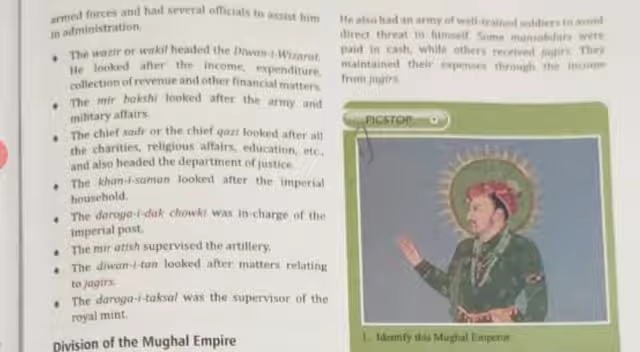 armed forces and had several officials to assist him
in administration.
• The wazir or wakil headed the Diwan-i-Wizarat.
He looked after the income, expenditure,
collection of revenue and other financial matters.
• The mir bakshi looked after the army and
military affairs.
• The chief sadr or the chief qazi looked after all
the charities, religious affairs, education, etc.,
and also headed the department of justice.
• The khan-i-saman looked after the imperial
household.
• The daroga-i-dak chowki was in-charge of the
imperial post.
• The mir atish supervised the artillery.
• The diwan-i-tan looked after matters relating
to jagirs.
• The daroga-i-taksal was the supervisor of the
royal mint.
Division of the Mughal Empire
He also had an army of well-trained soldiers to avoid
direct threat to himself. Some mansabdars were
paid in cash, while others received jagirs. They
maintained their expenses through the income
from jagirs.
PICSTOP
1. Identify this Mughal Emperor